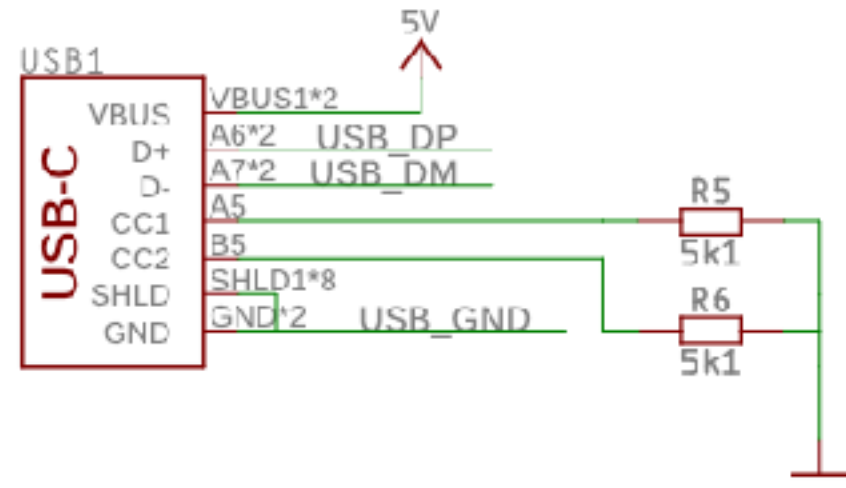 5V
USB1
USB-C
VBUS VBUS1*2
D+ A6*2 USB_DP
D- A7*2 USB_DM
CC1 A5
R5
5k1
CC2 B5
SHLD SHLD1*8
R6
GND GND*2 USB_GND
5k1